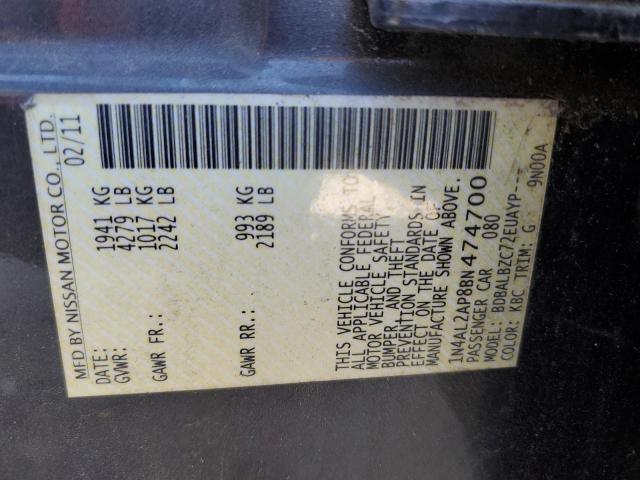 MFD BY NISSAN MOTOR CO., LTD.
DATE: 02/11
GVWR: 1941 KG
4279 LB
GAWR FR.: 1017 KG
2242 LB
GAWR RR.: 993 KG
2189 LB
THIS VEHICLE CONFORMS TO
ALL APPLICABLE FEDERAL
MOTOR VEHICLE SAFETY
BUMPER, AND THEFT
PREVENTION STANDARDS IN
EFFECT ON THE DATE OF
MANUFACTURE SHOWN ABOVE.
1N4AL2AP8BN474700
PASSENGER CAR 080
MODEL: BDBALBZC72EUAYP---
COLOR: KBC TRIM: G 9N00A